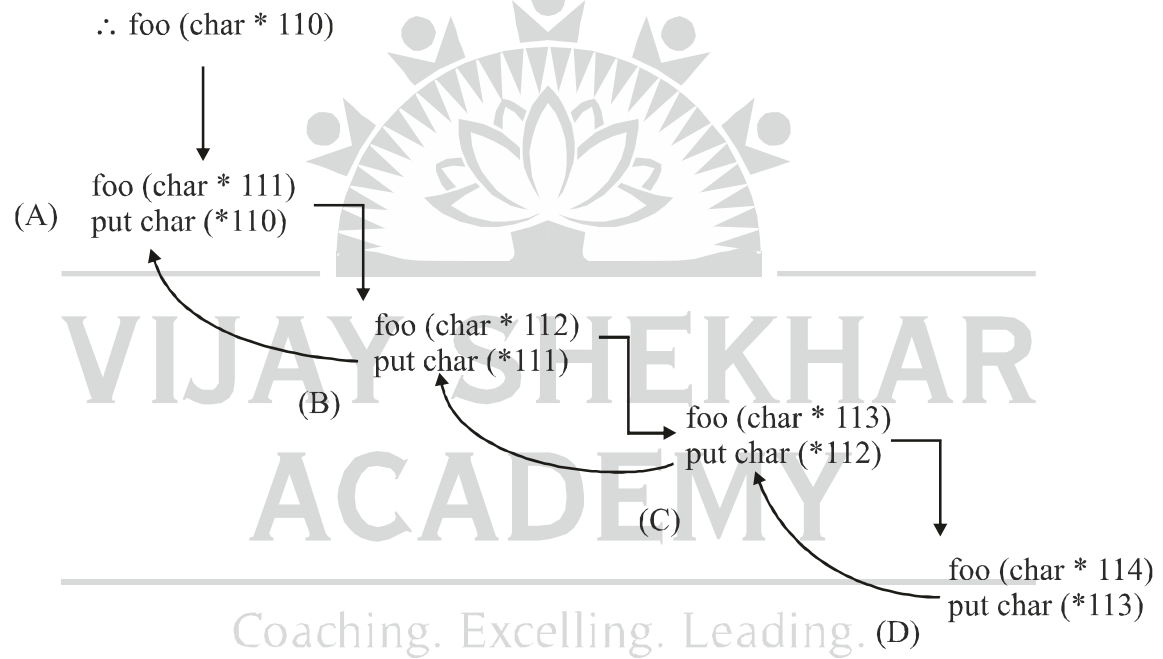 ∴ foo (char * 110)
foo (char * 111)
(A) put char (*110)
foo (char * 112)
put char (*111)
(B)
foo (char * 113)
put char (*112)
(C)
foo (char * 114)
put char (*113)
(D)
VIJAY SHEKHAR
ACADEMY
Coaching. Excelling. Leading.